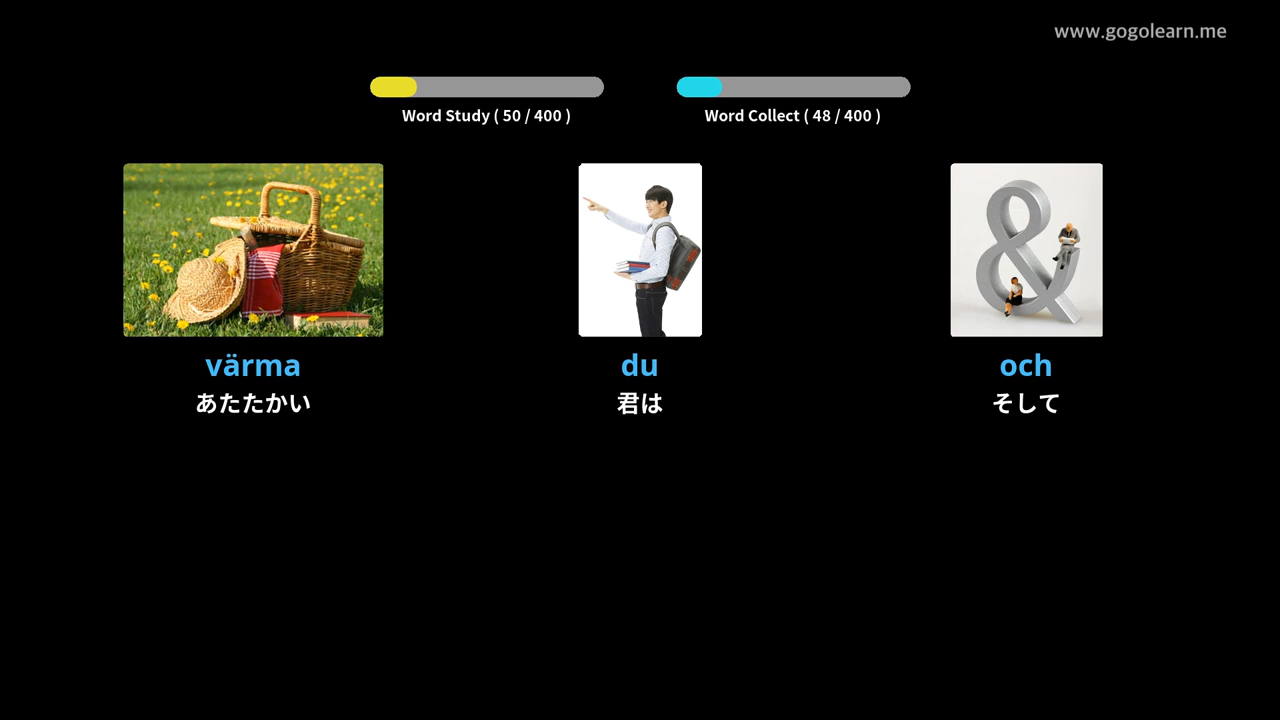 www.gogolearn.me
Word Study ( 50 / 400 )
Word Collect ( 48 / 400 )
värma
あたたかい
du
君は
och
そして